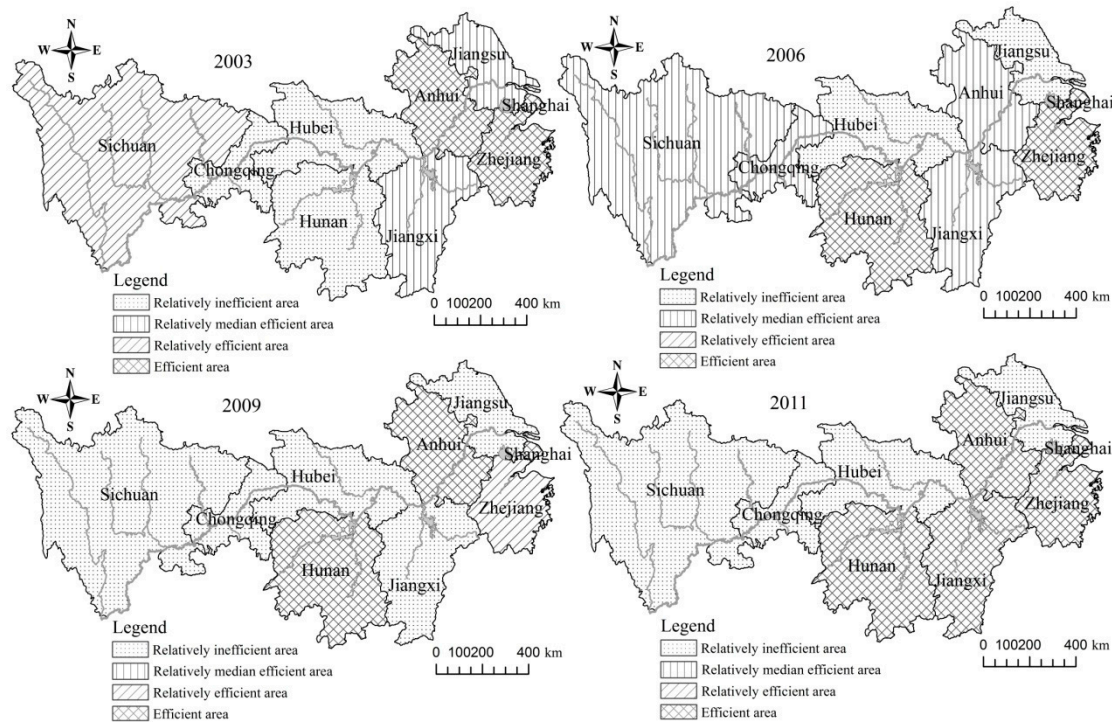 N
W E
S
2003
Jiangsu
Anhui
Shanghai
Hubei
Sichuan
Zhejiang
Chongqing
Hunan
Jiangxi
Legend
Relatively inefficient area
Relatively median efficient area
Relatively efficient area
Efficient area
0 100200 400 km
N
W E
S
2006
Jiangsu
Anhui
Shanghai
Hubei
Sichuan
Zhejiang
Chongqing
Hunan
Jiangxi
Legend
Relatively inefficient area
Relatively median efficient area
Relatively efficient area
Efficient area
0 100200 400 km
N
W E
S
2009
Jiangsu
Anhui
Shanghai
Hubei
Sichuan
Zhejiang
Chongqing
Hunan
Jiangxi
Legend
Relatively inefficient area
Relatively median efficient area
Relatively efficient area
Efficient area
0 100200 400 km
N
W E
S
2011
Jiangsu
Anhui
Shanghai
Hubei
Sichuan
Zhejiang
Chongqing
Hunan
Jiangxi
Legend
Relatively inefficient area
Relatively median efficient area
Relatively efficient area
Efficient area
0 100200 400 km